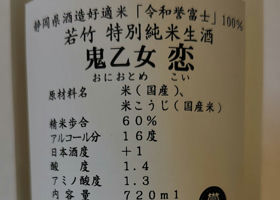 静岡県酒造好適米「令和誉富士」100%
若竹 特別純米生酒
鬼乙女 恋
おにおとめ こい
原材料名 米(国産)、
米こうじ(国産米)
精米歩合 60%
アルコール分 16度
日本酒度 +1
酸度 1.4
アミノ酸度 1.3
内容量 720ml